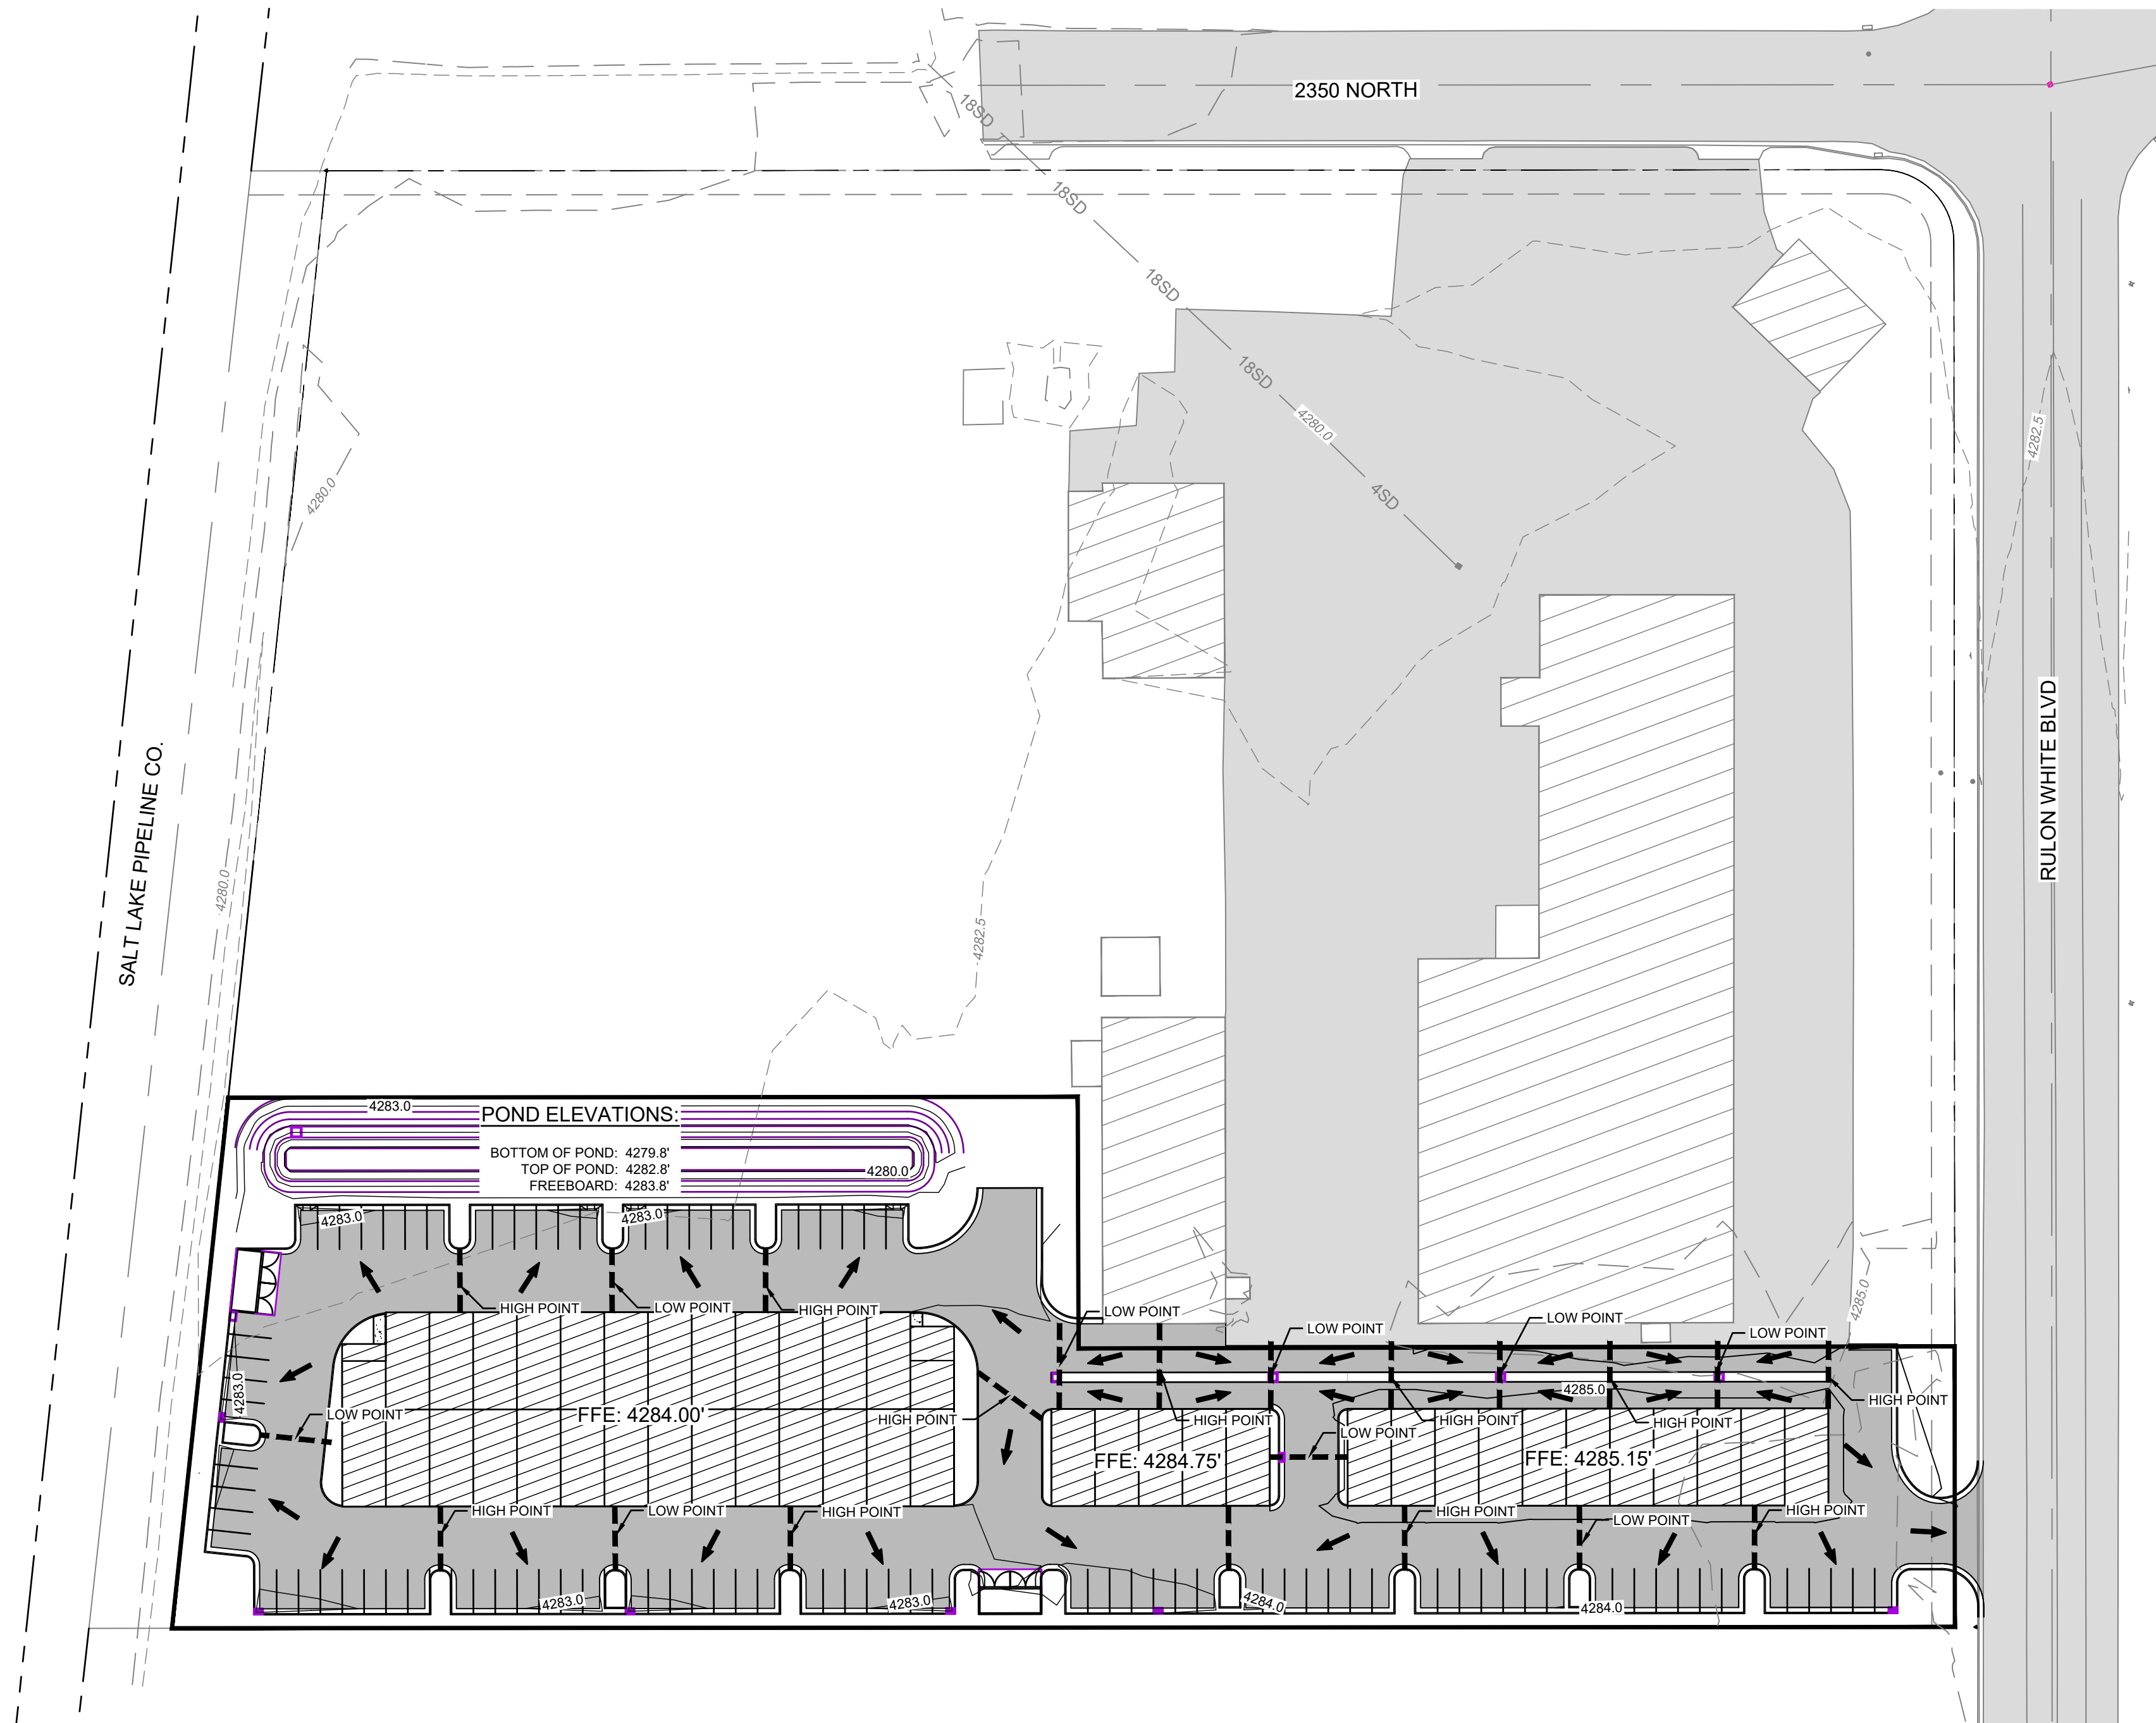 2350 NORTH
18SD
18SD
18SD
18SD
4280.0
4SD
4282.5
4280.0
RULON WHITE BLVD
SALT LAKE PIPELINE CO.
4280.0
4282.5
4283.0
POND ELEVATIONS:
BOTTOM OF POND: 4279.8'
TOP OF POND: 4282.8'
FREEBOARD: 4283.8'
4280.0
4283.0
4283.0
4285.0
HIGH POINT
LOW POINT
HIGH POINT
LOW POINT
LOW POINT
LOW POINT
LOW POINT
4283.0
4285.0
HIGH POINT
LOW POINT
FFE: 4284.00'
HIGH POINT
HIGH POINT
HIGH POINT
HIGH POINT
LOW POINT
FFE: 4284.75'
FFE: 4285.15'
HIGH POINT
LOW POINT
HIGH POINT
HIGH POINT
LOW POINT
HIGH POINT
4283.0
4283.0
4284.0
4284.0